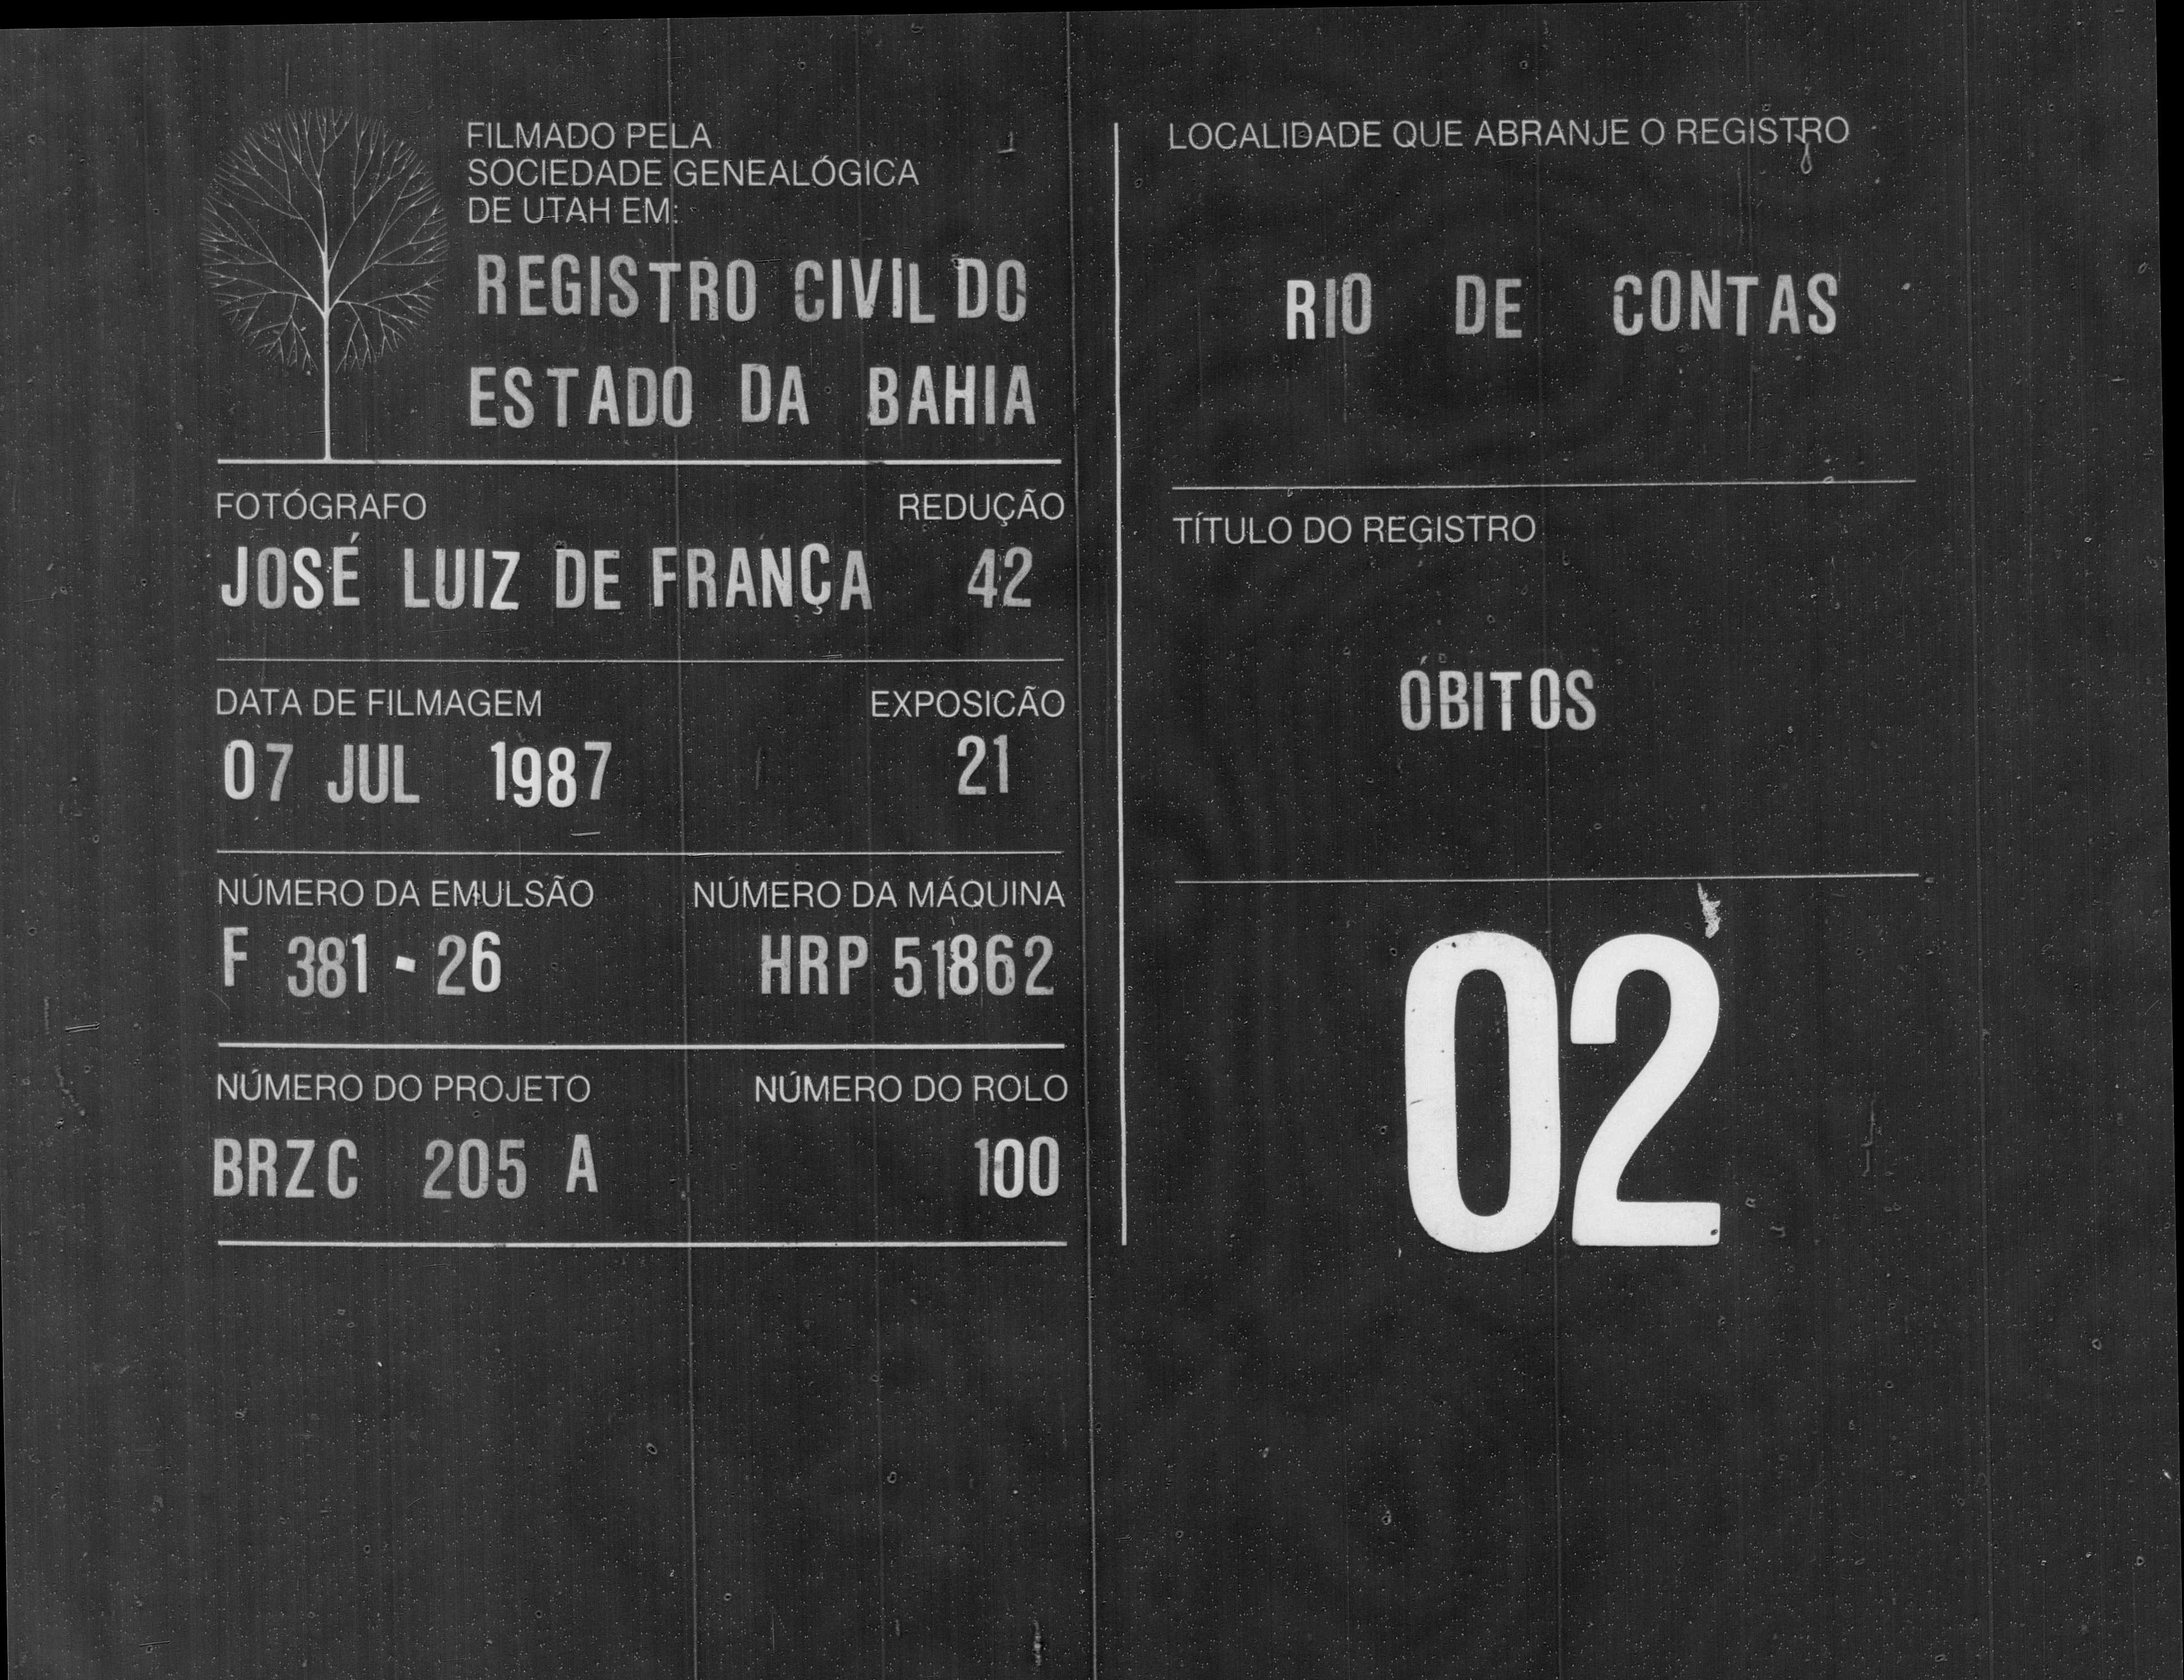 FILMADO PELA
SOCIEDADE GENEALÓGICA
DE UTAH EM:
REGISTRO CIVIL DO
ESTADO DA BAHIA
FOTÓGRAFO REDUÇÃO
JOSÉ LUIZ DE FRANÇA 42
DATA DE FILMAGEM EXPOSICÃO
07 JUL 1987 21
NÚMERO DA EMULSÃO NÚMERO DA MÁQUINA
F 381 - 26 HRP 51862
NÚMERO DO PROJETO NÚMERO DO ROLO
BRZC 205 A 100
LOCALIDADE QUE ABRANJE O REGISTRO
RIO DE CONTAS
TÍTULO DO REGISTRO
ÓBITOS
02